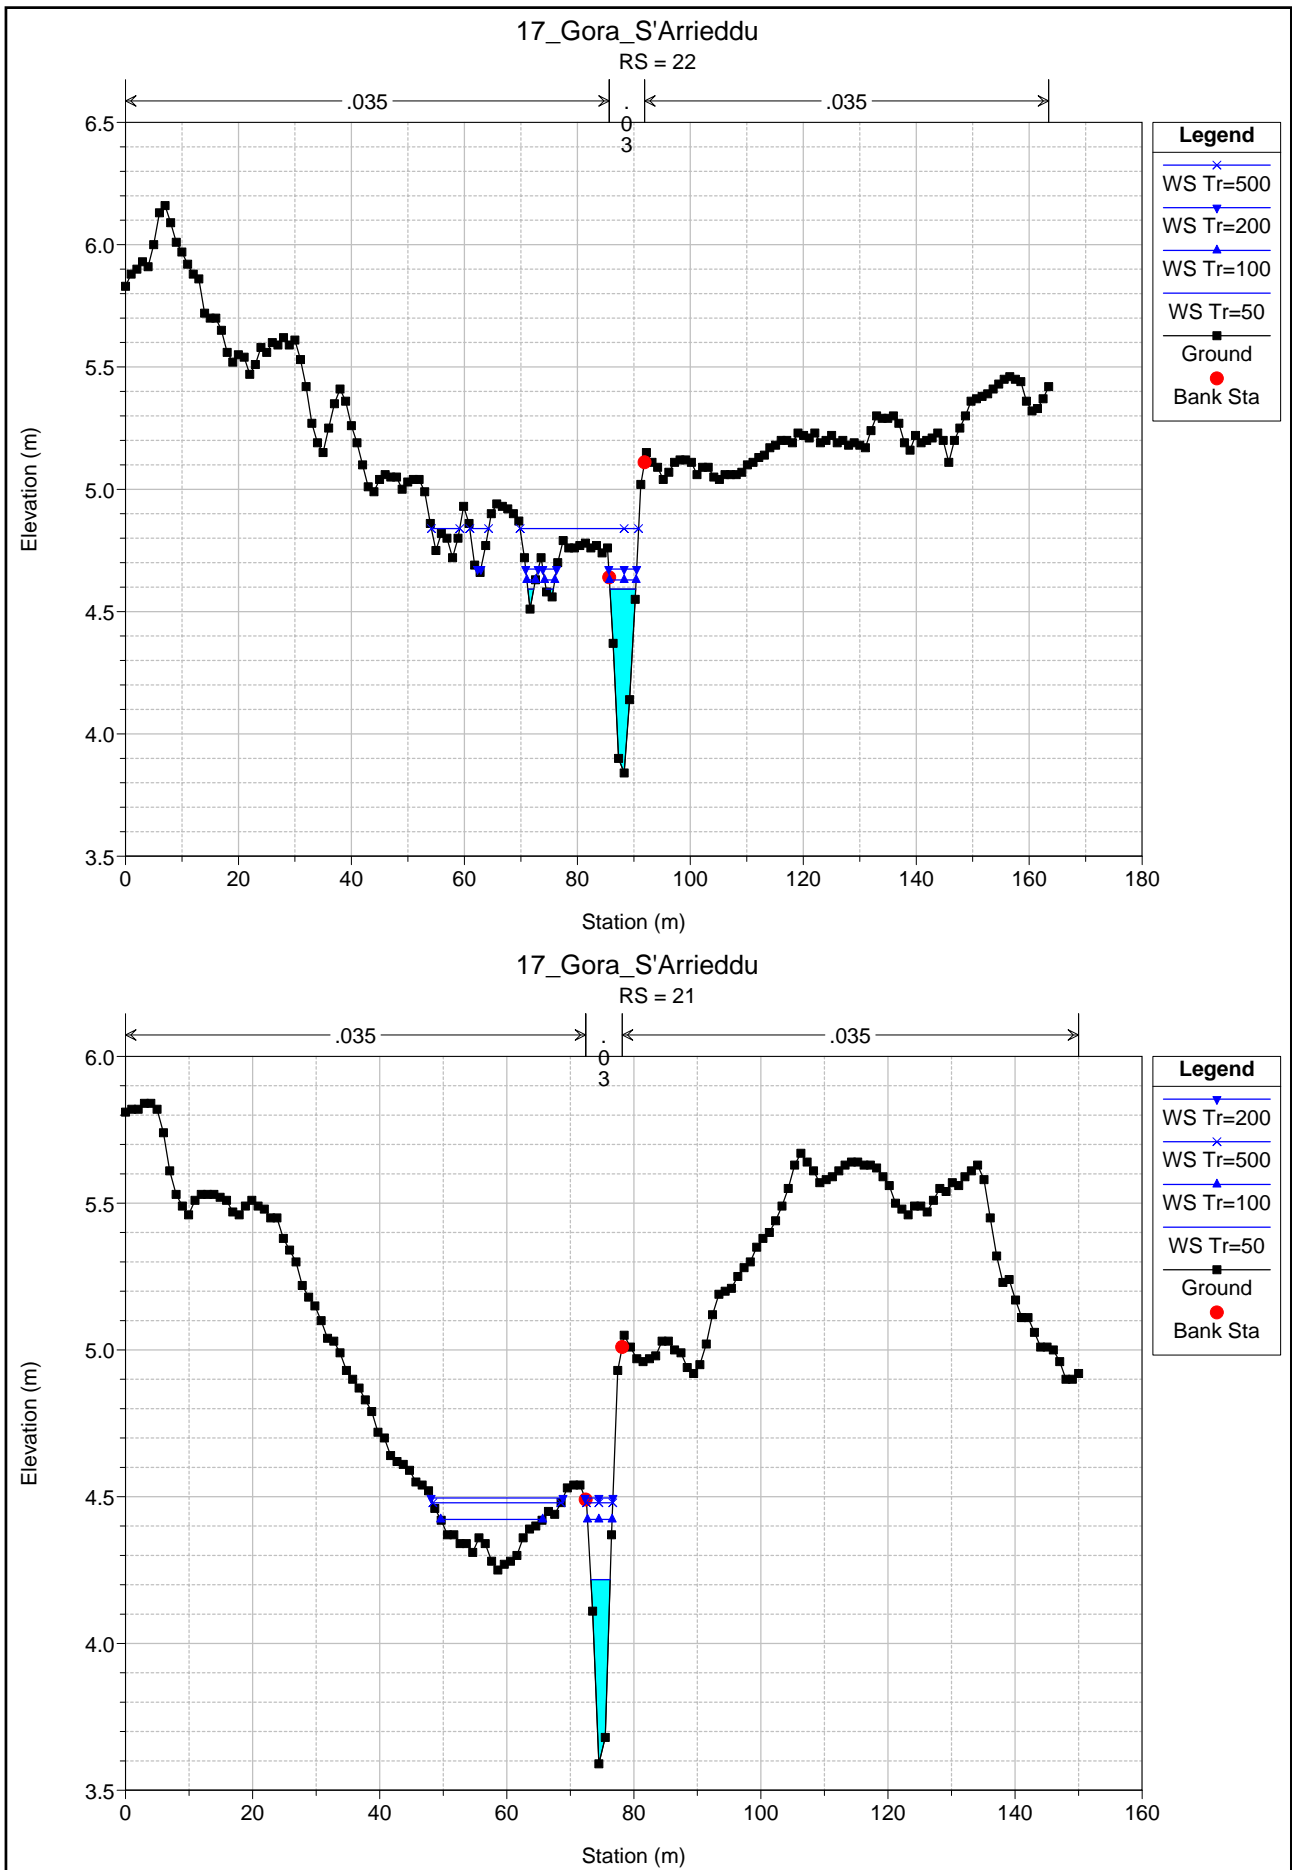 17_Gora_S'Arrieddu
RS = 22
.035
.03
.035
6.5
6.0
5.5
5.0
4.5
4.0
3.5
0 20 40 60 80 100 120 140 160 180
Station (m)
Elevation (m)
Legend
WS Tr=500
WS Tr=200
WS Tr=100
WS Tr=50
Ground
Bank Sta
17_Gora_S'Arrieddu
RS = 21
.035
.03
.035
6.0
5.5
5.0
4.5
4.0
3.5
0 20 40 60 80 100 120 140 160
Station (m)
Elevation (m)
Legend
WS Tr=200
WS Tr=500
WS Tr=100
WS Tr=50
Ground
Bank Sta